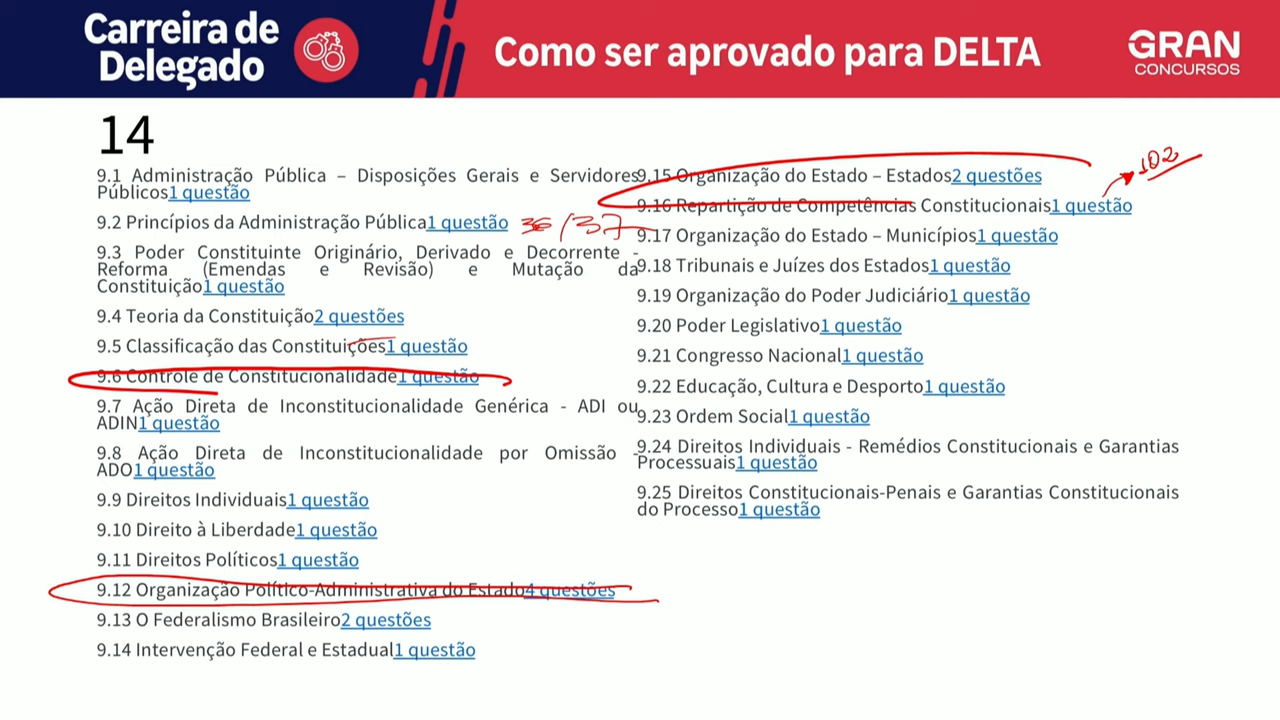 Carreira de
Delegado
Como ser aprovado para DELTA
GRAN
CONCURSOS
14
9.1 Administração Pública – Disposições Gerais e Servidores
Públicos1 questão
9.2 Princípios da Administração Pública1 questão 36/37
9.3 Poder Constituinte Originário, Derivado e Decorrente -
Reforma (Emendas e Revisão) e Mutação da
Constituição1 questão
9.4 Teoria da Constituição2 questões
9.5 Classificação das Constituições1 questão
9.6 Controle de Constitucionalidade1 questão
9.7 Ação Direta de Inconstitucionalidade Genérica - ADI ou
ADIN1 questão
9.8 Ação Direta de Inconstitucionalidade por Omissão -
ADO1 questão
9.9 Direitos Individuais1 questão
9.10 Direito à Liberdade1 questão
9.11 Direitos Políticos1 questão
9.12 Organização Político-Administrativa do Estado4 questões
9.13 O Federalismo Brasileiro2 questões
9.14 Intervenção Federal e Estadual1 questão
9.15 Organização do Estado – Estados2 questões
102
9.16 Repartição de Competências Constitucionais1 questão
9.17 Organização do Estado – Municípios1 questão
9.18 Tribunais e Juízes dos Estados1 questão
9.19 Organização do Poder Judiciário1 questão
9.20 Poder Legislativo1 questão
9.21 Congresso Nacional1 questão
9.22 Educação, Cultura e Desporto1 questão
9.23 Ordem Social1 questão
9.24 Direitos Individuais - Remédios Constitucionais e Garantias
Processuais1 questão
9.25 Direitos Constitucionais-Penais e Garantias Constitucionais
do Processo1 questão